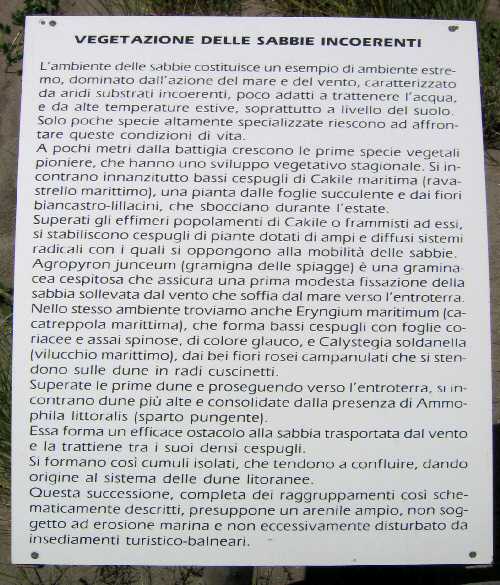 VEGETAZIONE DELLE SABBIE INCOERENTI
L'ambiente delle sabbie costituisce un esempio di ambiente estre-
mo, dominato dall'azione del mare e del vento, caratterizzato
da aridi substrati incoerenti, poco adatti a trattenere l'acqua,
e da alte temperature estive, soprattutto a livello del suolo.
Solo poche specie altamente specializzate riescono ad affron-
tare queste condizioni di vita.
A pochi metri dalla battigia crescono le prime specie vegetali
pioniere, che hanno uno sviluppo vegetativo stagionale. Si in-
contrano innanzitutto bassi cespugli di Cakile maritima (rava-
strello marittimo), una pianta dalle foglie succulente e dai fiori
biancastro-lillacini, che sbocciano durante l'estate.
Superati gli effimeri popolamenti di Cakile o frammisti ad essi,
si stabiliscono cespugli di piante dotati di ampi e diffusi sistemi
radicali con i quali si oppongono alla mobilità delle sabbie.
Agropyron junceum (gramigna delle spiagge) è una gramina-
cea cespitosa che assicura una prima modesta fissazione della
sabbia sollevata dal vento che soffia dal mare verso l'entroterra.
Nello stesso ambiente troviamo anche Eryngium maritimum (ca-
catreppola marittima), che forma bassi cespugli con foglie co-
riacee e assai spinose, di colore glauco, e Calystegia soldanella
(vilucchio marittimo), dai bei fiori rosei campanulati che si sten-
dono sulle dune in radi cuscinetti.
Superate le prime dune e proseguendo verso l'entroterra, si in-
contrano dune più alte e consolidate dalla presenza di Ammo-
phila littoralis (sparto pungente).
Essa forma un efficace ostacolo alla sabbia trasportata dal vento
e la trattiene tra i suoi densi cespugli.
Si formano così cumuli isolati, che tendono a confluire, dando
origine al sistema delle dune litoranee.
Questa successione, completa dei raggruppamenti così sche-
maticamente descritti, presuppone un arenile ampio, non sog-
getto ad erosione marina e non eccessivamente disturbato da
insediamenti turistico-balneari.